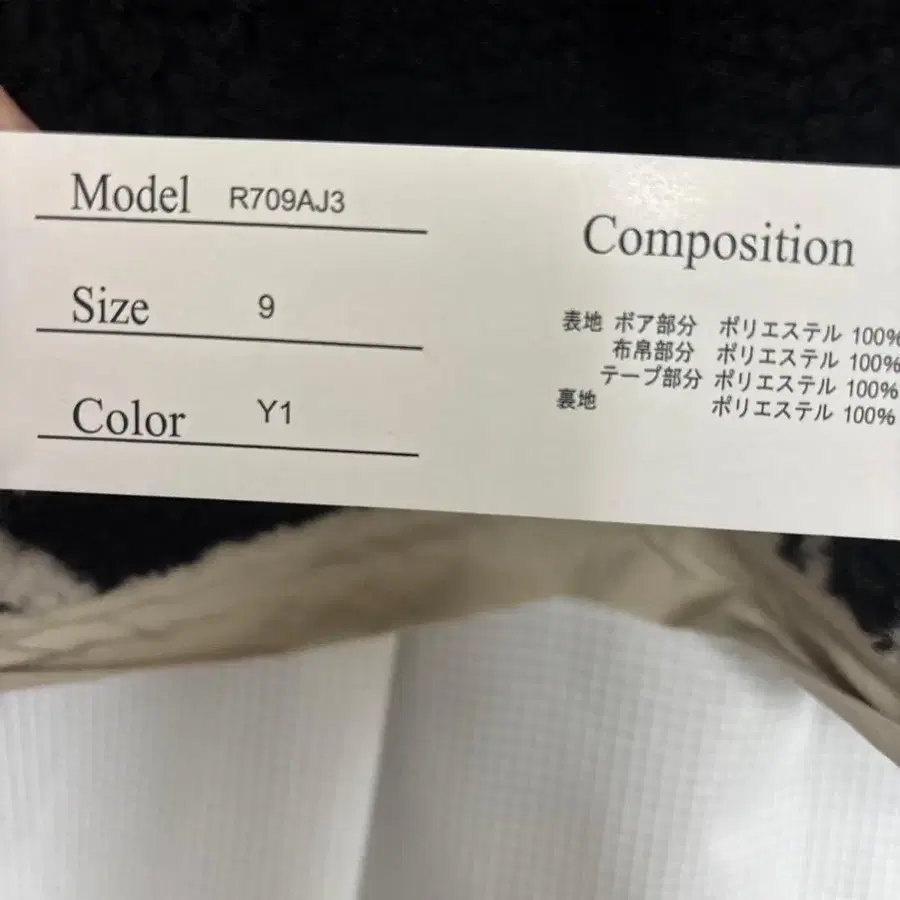 Model R709AJ3
Size 9
Color Y1
Composition
表地 ボア部分 ポリエステル 100%
布帛部分 ポリエステル 100%
テープ部分 ポリエステル 100%
裏地 ポリエステル 100%